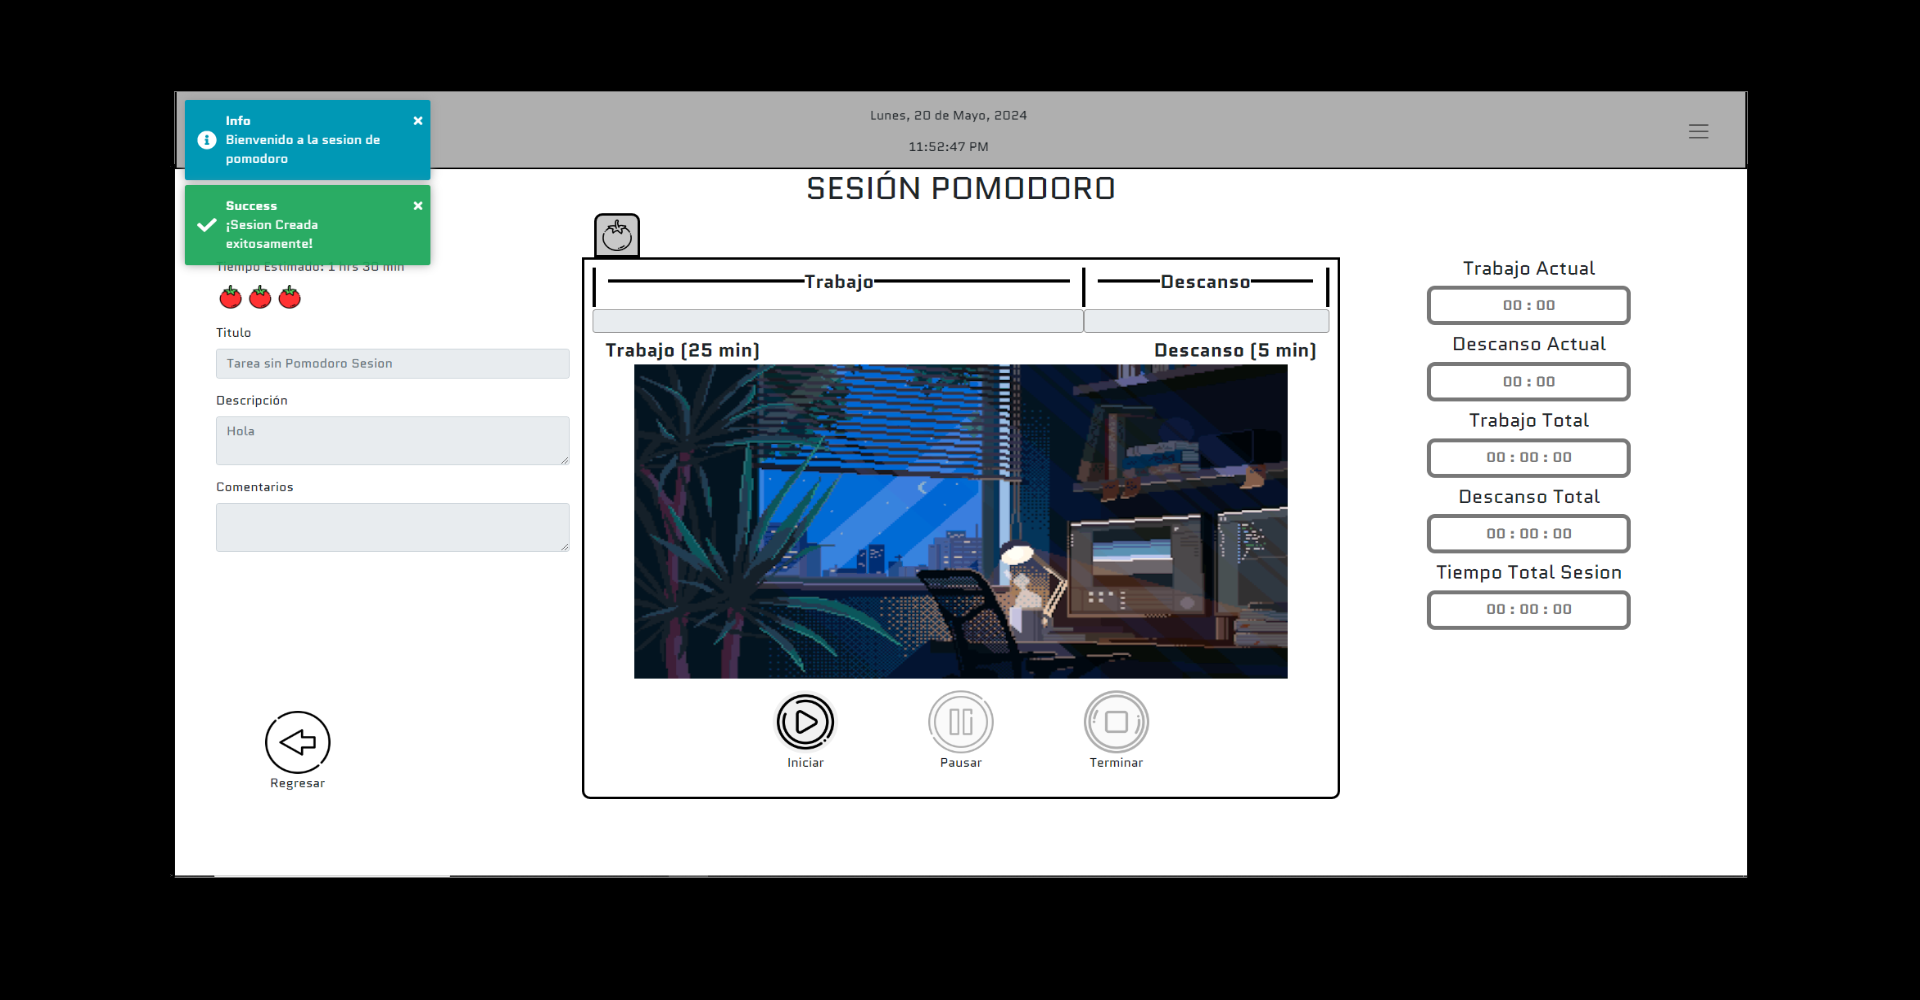 Info
Bienvenido a la sesion de
pomodoro
Success
¡Sesion Creada
exitosamente!
Lunes, 20 de Mayo, 2024
11:52:47 PM
SESIÓN POMODORO
Tiempo Estimado: 1 hrs 30 min
Titulo
Tarea sin Pomodoro Sesion
Descripción
Hola
Comentarios
Regresar
Trabajo
Descanso
Trabajo (25 min)
Descanso (5 min)
Iniciar
Pausar
Terminar
Trabajo Actual
00 : 00
Descanso Actual
00 : 00
Trabajo Total
00 : 00 : 00
Descanso Total
00 : 00 : 00
Tiempo Total Sesion
00 : 00 : 00